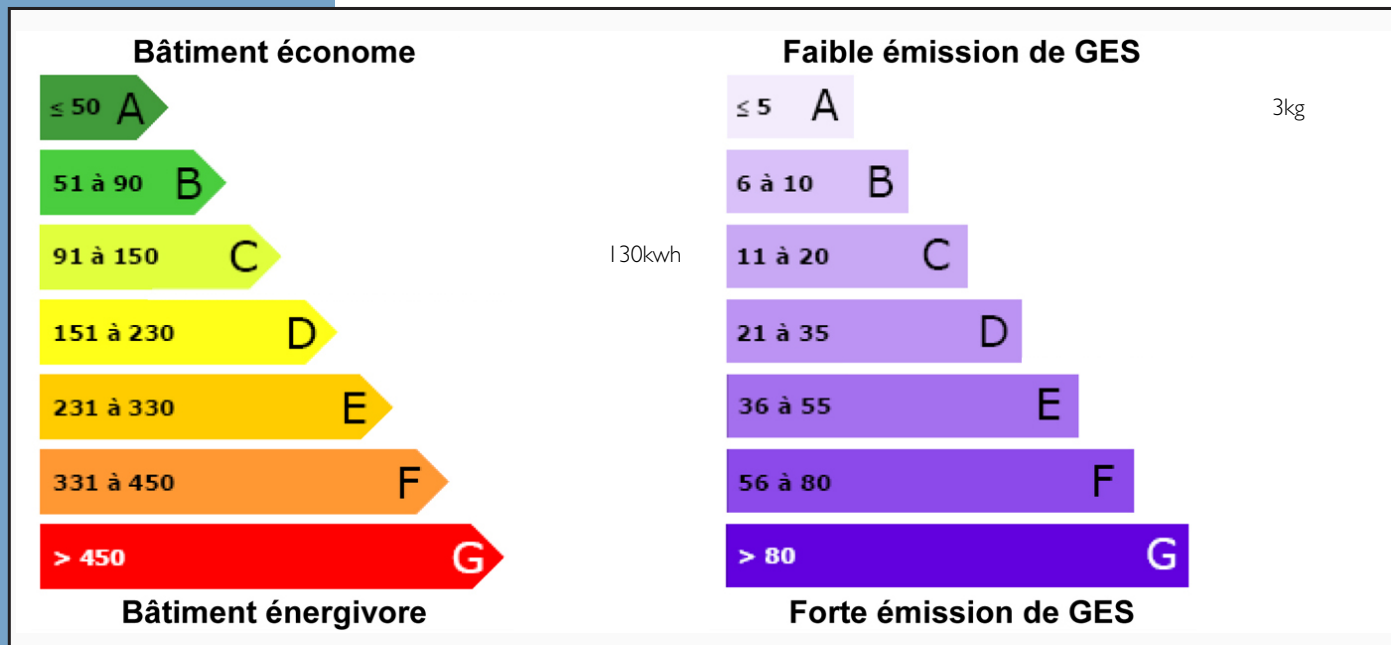 Bâtiment économe
≤ 50 A
51 à 90 B
91 à 150 C
130kwh
151 à 230 D
231 à 330 E
331 à 450 F
> 450 G
Bâtiment énergivore
Faible émission de GES
≤ 5 A
3kg
6 à 10 B
11 à 20 C
21 à 35 D
36 à 55 E
56 à 80 F
> 80 G
Forte émission de GES